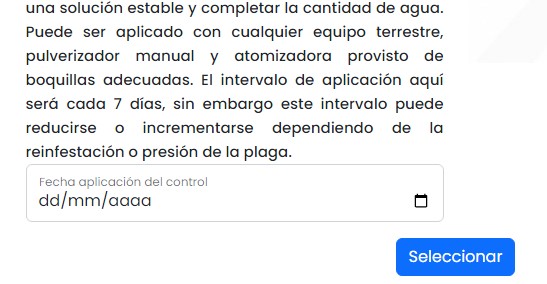 una solución estable y completar la cantidad de agua.
Puede ser aplicado con cualquier equipo terrestre,
pulverizador manual y atomizadora provisto de
boquillas adecuadas. El intervalo de aplicación aquí
será cada 7 días, sin embargo este intervalo puede
reducirse o incrementarse dependiendo de la
reinfestación o presión de la plaga.
Fecha aplicación del control
dd/mm/aaaa
Seleccionar